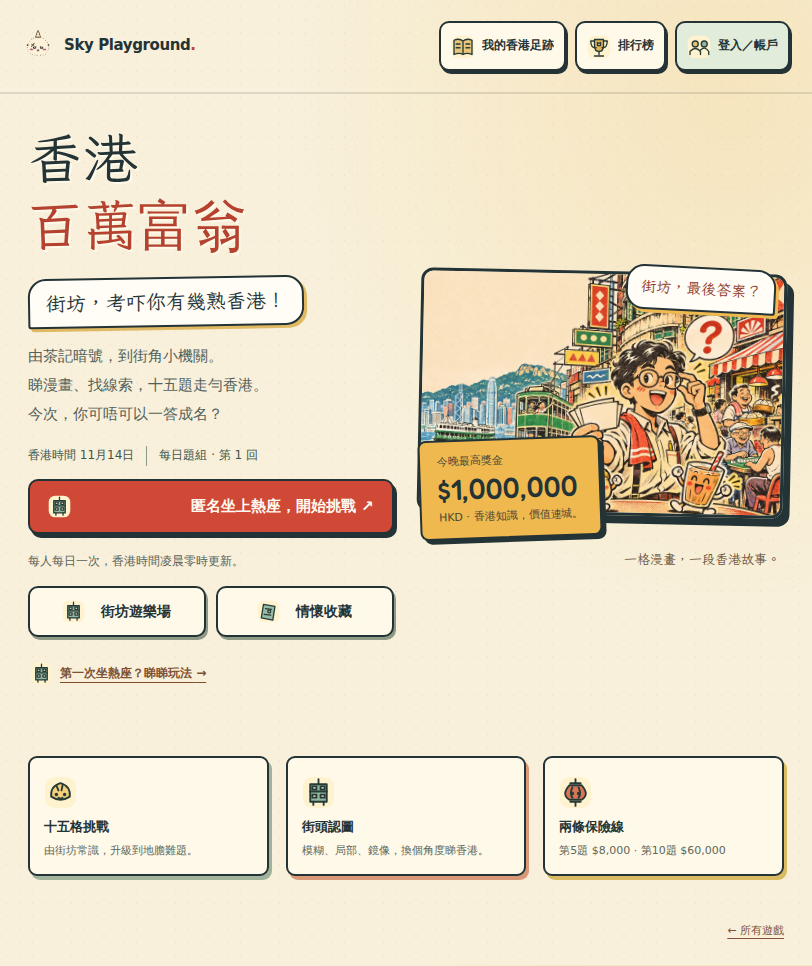 Sky Playground.
我的香港足跡
排行榜
登入／帳戶
香港
百萬富翁
街坊，考吓你有幾熟香港！
由茶記暗號，到街角小機關。
睇漫畫、找線索，十五題走勻香港。
今次，你可唔可以一答成名？
香港時間 11月14日
每日題組 · 第 1 回
匿名坐上熱座，開始挑戰 ↗
每人每日一次，香港時間凌晨零時更新。
街坊遊樂場
情懷收藏
第一次坐熱座？睇睇玩法 →
街坊，最後答案？
?
今晚最高獎金
$1,000,000
HKD · 香港知識，價值連城。
一格漫畫，一段香港故事。
十五格挑戰
由街坊常識，升級到地膽難題。
街頭認圖
模糊、局部、鏡像，換個角度睇香港。
兩條保險線
第5題 $8,000 · 第10題 $60,000
← 所有遊戲